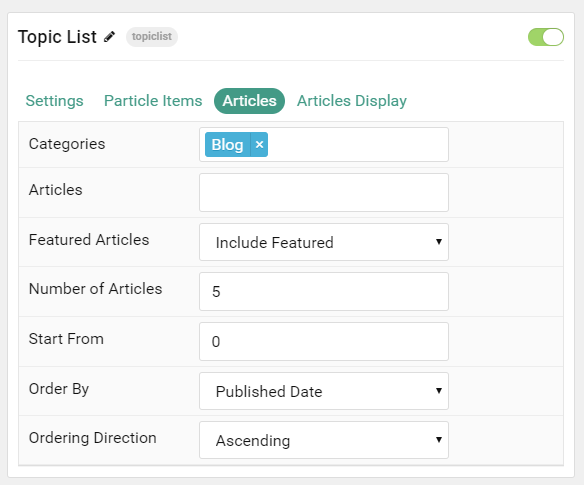 Topic List topiclist
Settings Particle Items Articles Articles Display
Categories Blog ×
Articles
Featured Articles Include Featured
Number of Articles 5
Start From 0
Order By Published Date
Ordering Direction Ascending